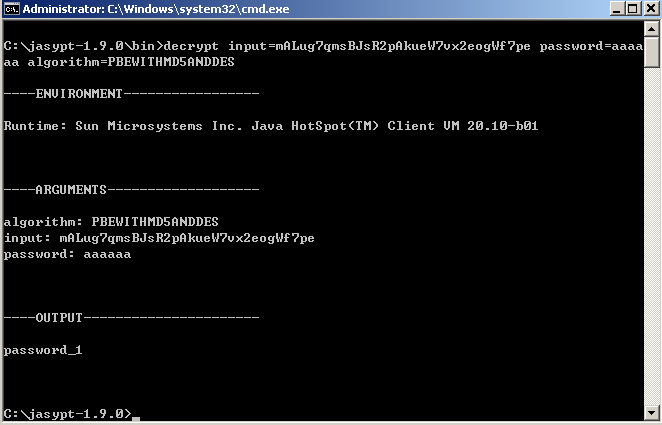 Administrator: C:\Windows\system32\cmd.exe
C:\jasypt-1.9.0\bin>decrypt input=mALug7qmsBJsR2pAkueW7vx2eogWf7pe password=aaaa
aa algorithm=PBEWITHMD5ANDDES
----ENVIRONMENT-----------------
Runtime: Sun Microsystems Inc. Java HotSpot(TM) Client VM 20.10-b01
----ARGUMENTS-------------------
algorithm: PBEWITHMD5ANDDES
input: mALug7qmsBJsR2pAkueW7vx2eogWf7pe
password: aaaaaa
----OUTPUT----------------------
password_1
C:\jasypt-1.9.0>_